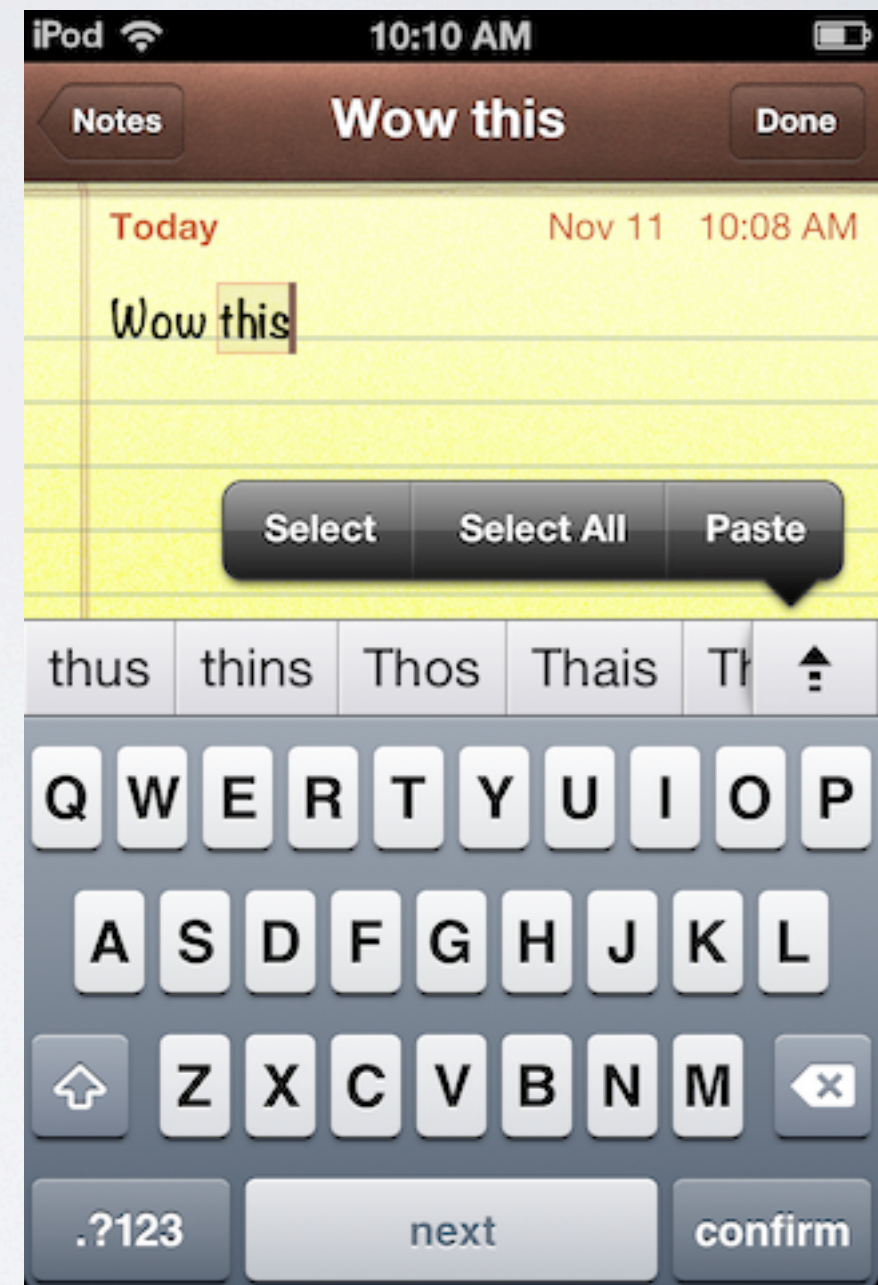 iPod 10:10 AM
Notes Wow this Done
Today Nov 11 10:08 AM
Wow this
Select Select All Paste
thus thins Thos Thais
Q W E R T Y U I O P
A S D F G H J K L
Z X C V B N M
.?123 next confirm